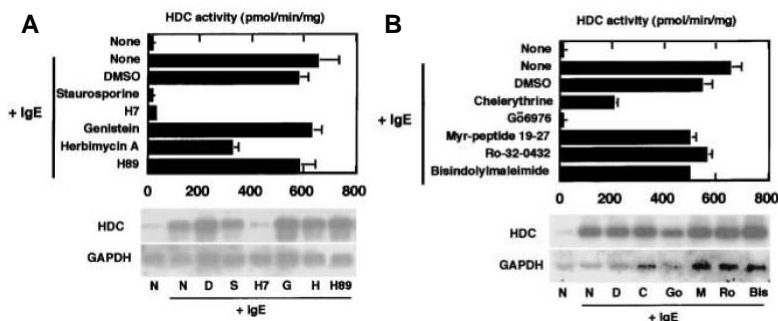 A
HDC activity (pmol/min/mg)
None
None
DMSO
Staurosporine
H7
Genistein
Herbimycin A
H89
+ IgE
0 200 400 600 800
HDC
GAPDH
N N D S H7 G H H89
+ IgE
B
HDC activity (pmol/min/mg)
None
None
DMSO
Chelerythrine
Gö6976
Myr-peptide 19-27
Ro-32-0432
Bisindolylmaleimide
+ IgE
0 200 400 600 800
HDC
GAPDH
N N D C Go M Ro Bis
+ IgE